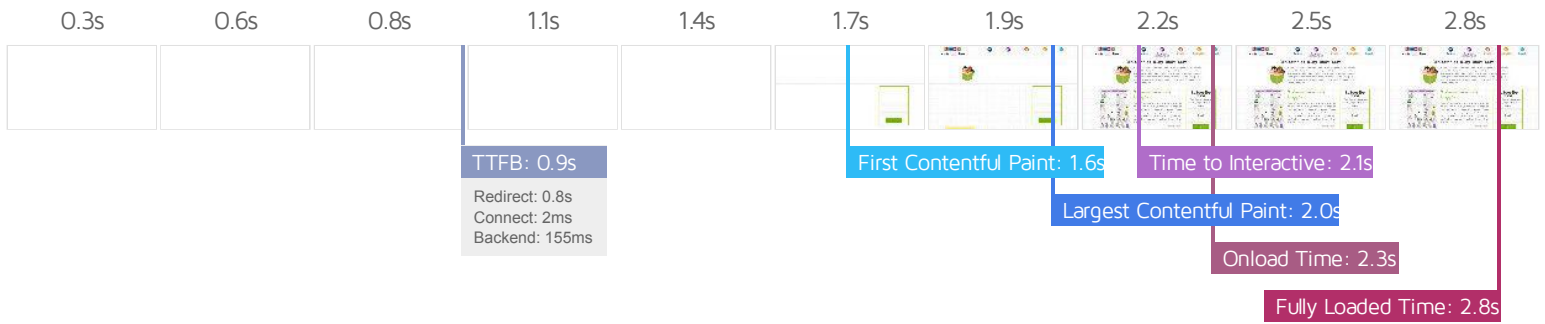 0.3s 0.6s 0.8s 1.1s 1.4s 1.7s 1.9s 2.2s 2.5s 2.8s
TTFB: 0.9s
Redirect: 0.8s
Connect: 2ms
Backend: 155ms
First Contentful Paint: 1.6s
Time to Interactive: 2.1s
Largest Contentful Paint: 2.0s
Onload Time: 2.3s
Fully Loaded Time: 2.8s